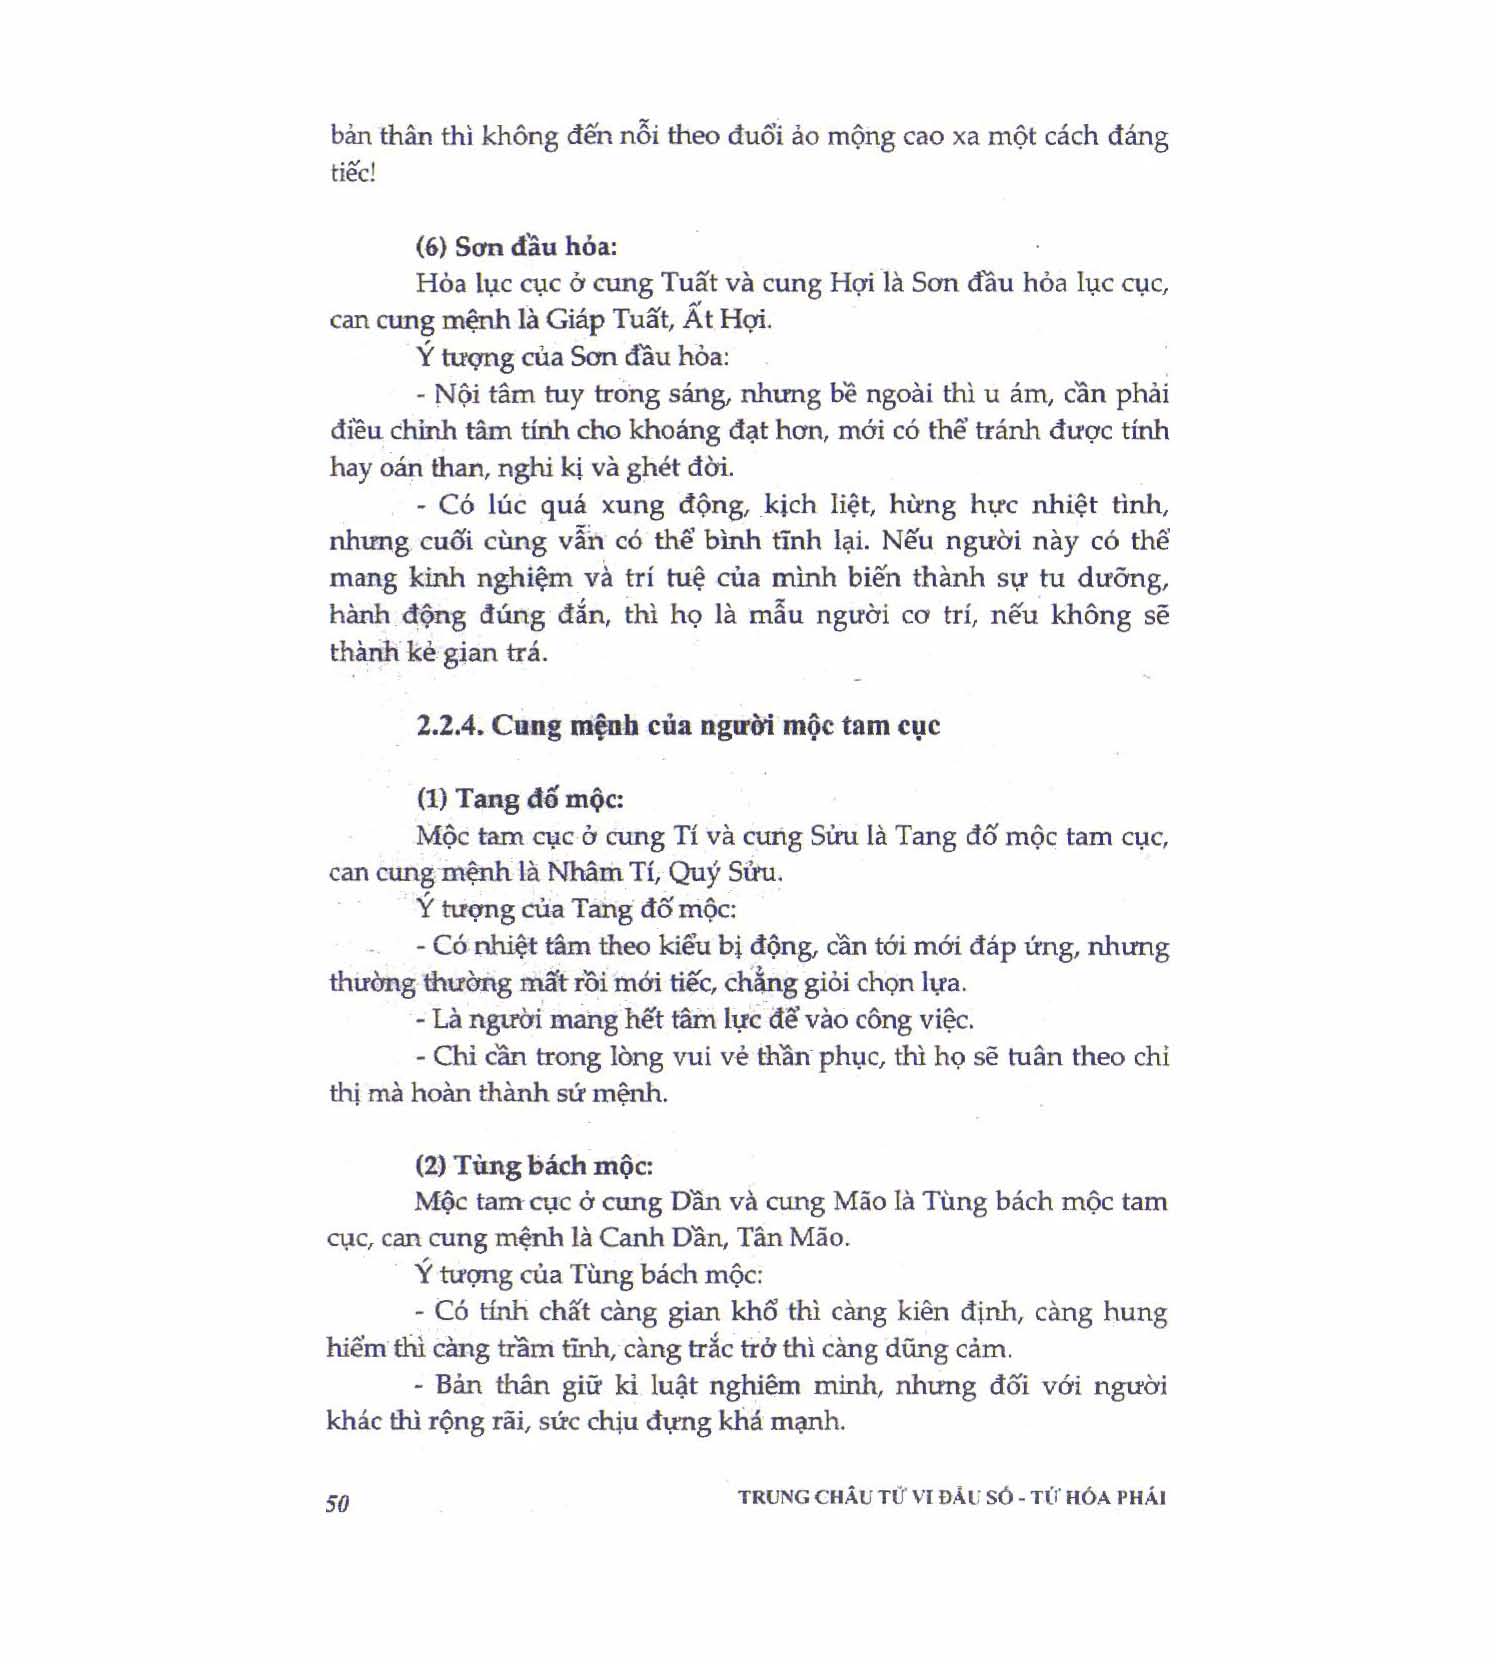 bản thân thì không đến nỗi theo đuổi ảo mộng cao xa một cách đáng
tiếc!
(6) Sơn đầu hỏa:
Hỏa lục cục ở cung Tuất và cung Hợi là Sơn đầu hỏa lục cục,
can cung mệnh là Giáp Tuất, Ất Hợi.
Ý tượng của Sơn đầu hỏa:
- Nội tâm tuy trong sáng, nhưng bề ngoài thì u ám, cần phải
điều chỉnh tâm tính cho khoáng đạt hơn, mới có thể tránh được tính
hay oán than, nghi kị và ghét đời.
- Có lúc quá xung động, kịch liệt, hừng hực nhiệt tình,
nhưng cuối cùng vẫn có thể bình tĩnh lại. Nếu người này có thể
mang kinh nghiệm và trí tuệ của mình biến thành sự tu dưỡng,
hành động đúng đắn, thì họ là mẫu người cơ trí, nếu không sẽ
thành kẻ gian trá.
2.2.4. Cung mệnh của người mộc tam cục
(1) Tang đố mộc:
Mộc tam cục ở cung Tí và cung Sửu là Tang đố mộc tam cục,
can cung mệnh là Nhâm Tí, Quý Sửu.
Ý tượng của Tang đố mộc:
- Có nhiệt tâm theo kiểu bị động, cần tới mới đáp ứng, nhưng
thường thường mất rồi mới tiếc, chẳng giỏi chọn lựa.
- Là người mang hết tâm lực để vào công việc.
- Chỉ cần trong lòng vui vẻ thần phục, thì họ sẽ tuân theo chỉ
thị mà hoàn thành sứ mệnh.
(2) Tùng bách mộc:
Mộc tam cục ở cung Dần và cung Mão là Tùng bách mộc tam
cục, can cung mệnh là Canh Dần, Tân Mão.
Ý tượng của Tùng bách mộc:
- Có tính chất càng gian khổ thì càng kiên định, càng hung
hiểm thì càng trầm tĩnh, càng trắc trở thì càng dũng cảm.
- Bản thân giữ kỉ luật nghiêm minh, nhưng đối với người
khác thì rộng rãi, sức chịu đựng khá mạnh.
50
TRUNG CHÂU TỬ VI ĐẨU SỐ - TỨ HÓA PHÁI